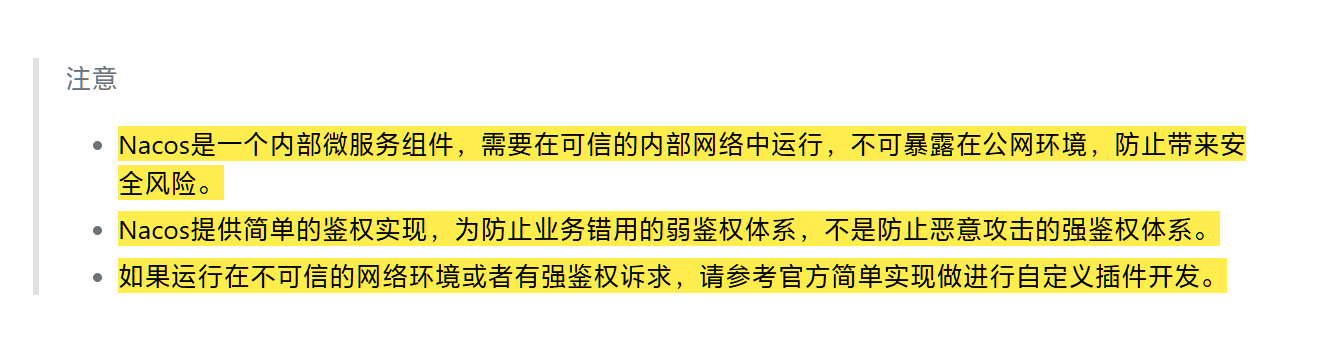 注意
Nacos是一个内部微服务组件，需要在可信的内部网络中运行，不可暴露在公网环境，防止带来安
全风险。
Nacos提供简单的鉴权实现，为防止业务错用的弱鉴权体系，不是防止恶意攻击的强鉴权体系。
如果运行在不可信的网络环境或者有强鉴权诉求，请参考官方简单实现做进行自定义插件开发。